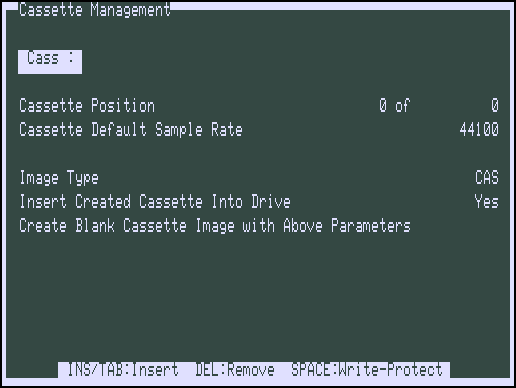 Cassette Management
Cass :
Cassette Position 0 of 0
Cassette Default Sample Rate 44100
Image Type CAS
Insert Created Cassette Into Drive Yes
Create Blank Cassette Image with Above Parameters
INS/TAB:Insert DEL:Remove SPACE:Write-Protect